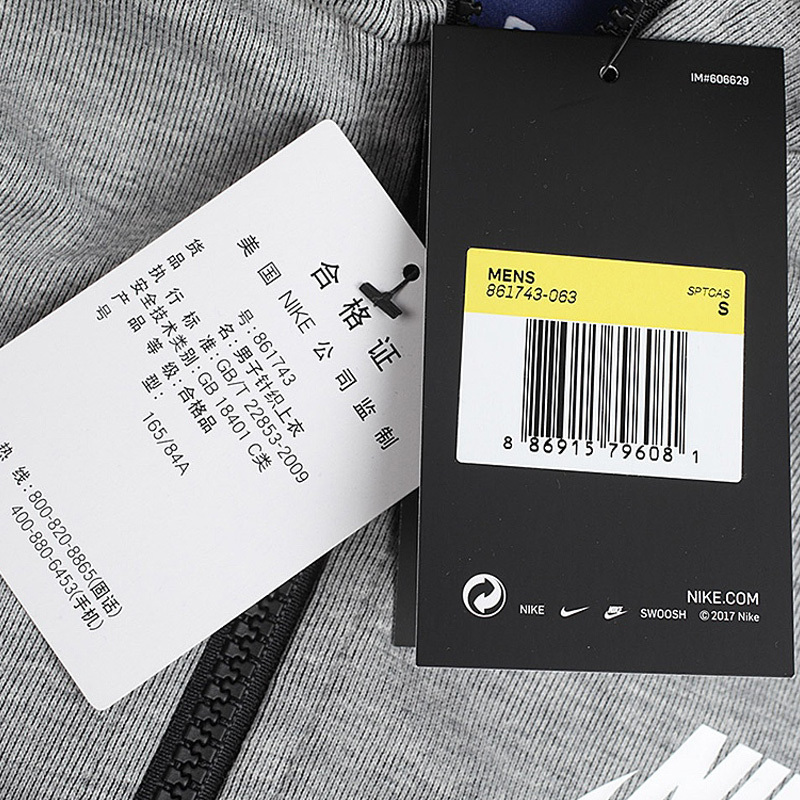 合格证
美国NIKE公司监制
货号:861743
品名:男子针织上衣
执行标准:GB/T 22853-2009
安全技术类别:GB 18401 C类
产品等级:合格品
号型: 165/84A
热线:800-820-8865(固话)
400-880-6453(手机)
IM#606629
MENS
861743-063
SPTCAS
S
8 86915 79608 1
NIKE.COM
NIKE SWOOSH © 2017 Nike
NIKE